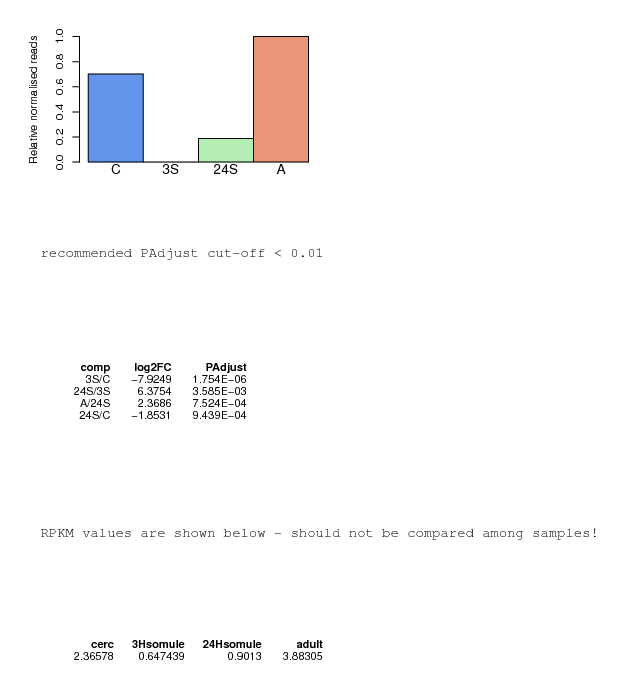 Relative normalised reads
1.0
0.8
0.6
0.4
0.2
0.0
C 3S 24S A
recommended PAdjust cut-off < 0.01
comp log2FC PAdjust
3S/C −7.9249 1.754E−06
24S/3S 6.3754 3.585E−03
A/24S 2.3686 7.524E−04
24S/C −1.8531 9.439E−04
RPKM values are shown below - should not be compared among samples!
cerc 3Hsomule 24Hsomule adult
2.36578 0.647439 0.9013 3.88305